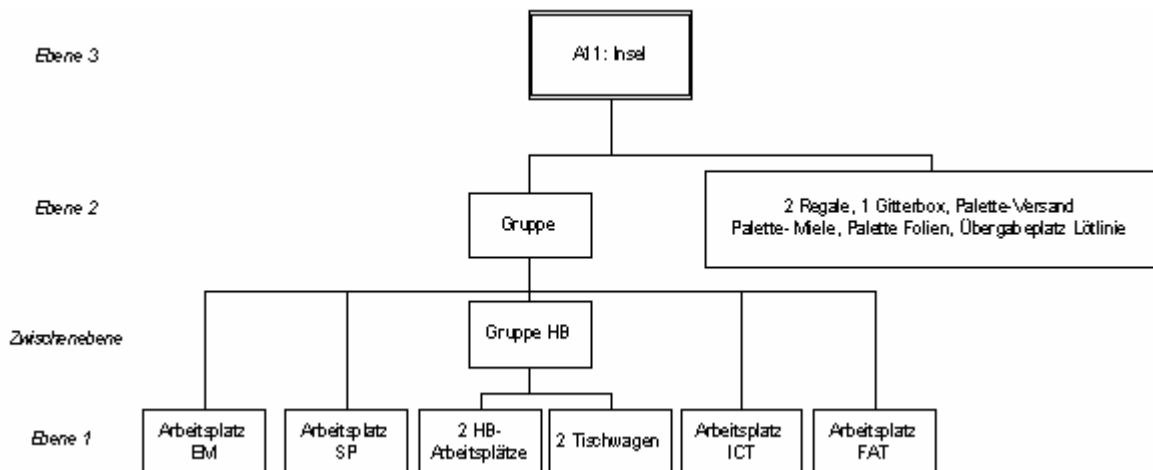 Ebene 3
A11: Insel
Ebene 2
Gruppe
2 Regale, 1 Gitterbox, Palette-Versand
Palette- Miele, Palette Folien, Übergabeplatz Lötlinie
Zwischenebene
Gruppe HB
Ebene 1
Arbeitsplatz
EM
Arbeitsplatz
SP
2 HB-
Arbeitsplätze
2 Tischwagen
Arbeitsplatz
ICT
Arbeitsplatz
FAT